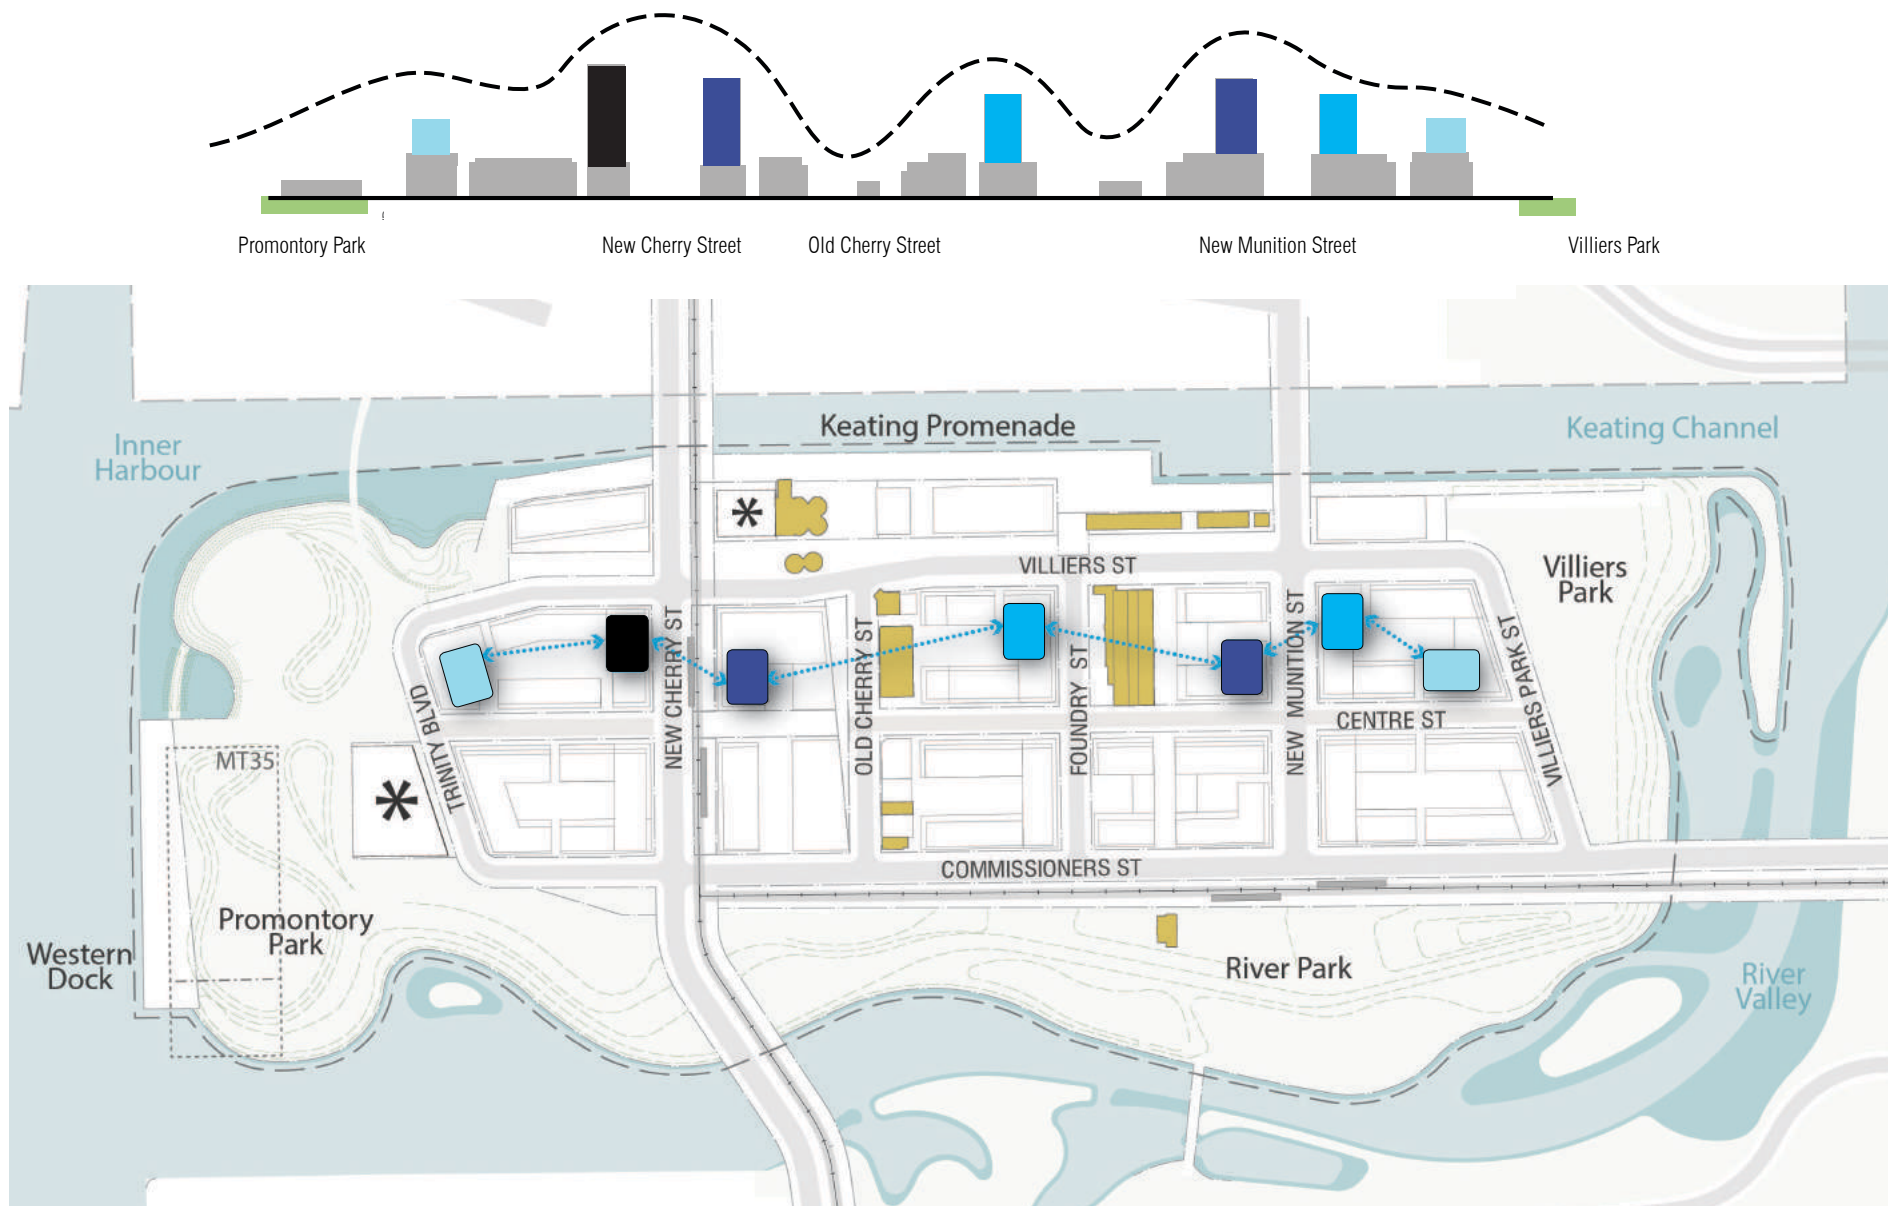 Promontory Park
New Cherry Street
Old Cherry Street
New Munition Street
Villiers Park
Keating Promenade
Keating Channel
Inner
Harbour
*
VILLIERS ST
Villiers
Park
NEW CHERRY ST
OLD CHERRY ST
FOUNDRY ST
NEW MUNITION ST
VILLIERS PARK ST
TRINITY BLVD
CENTRE ST
MT35
*
COMMISSIONERS ST
Promontory
Park
Western
Dock
River Park
River
Valley